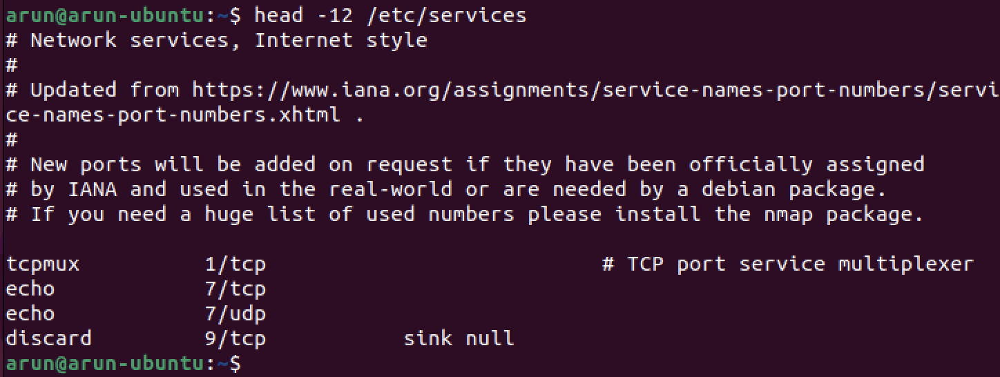 arun@arun-ubuntu:~$ head -12 /etc/services
# Network services, Internet style
#
# Updated from https://www.iana.org/assignments/service-names-port-numbers/servi
ce-names-port-numbers.xhtml .
#
# New ports will be added on request if they have been officially assigned
# by IANA and used in the real-world or are needed by a debian package.
# If you need a huge list of used numbers please install the nmap package.

tcpmux          1/tcp                           # TCP port service multiplexer
echo            7/tcp
echo            7/udp
discard         9/tcp           sink null
arun@arun-ubuntu:~$